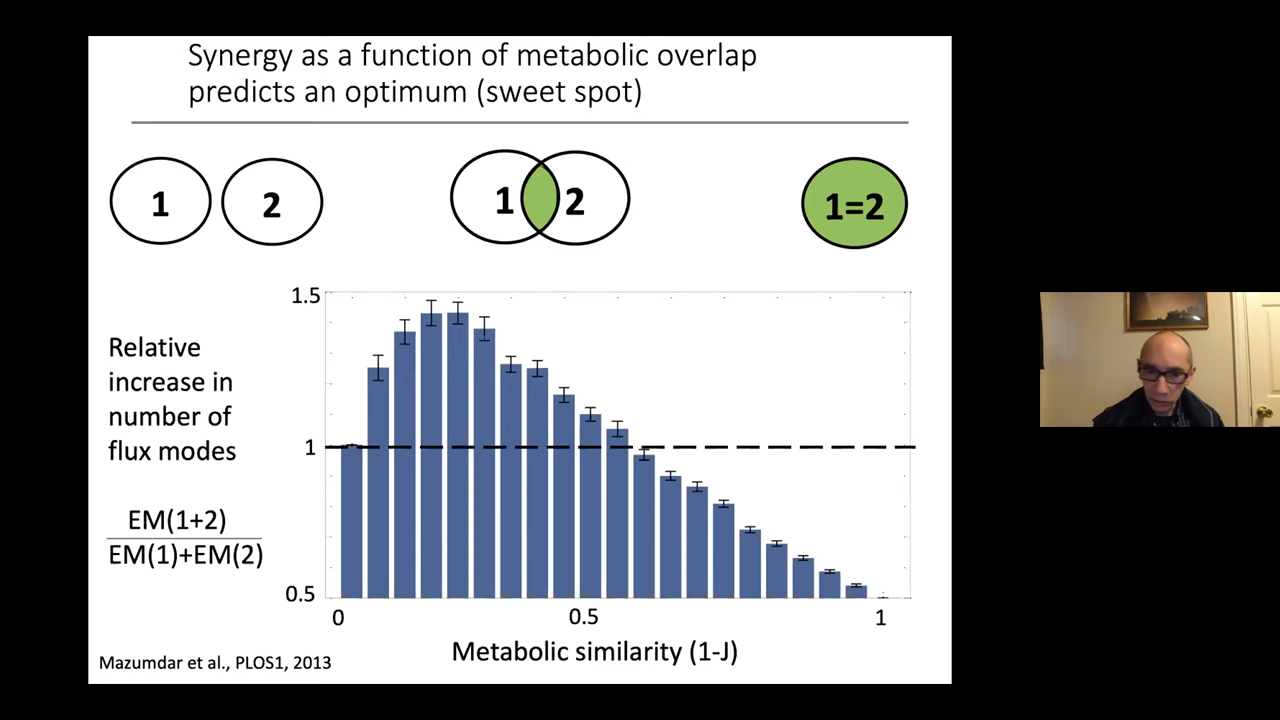 Synergy as a function of metabolic overlap
predicts an optimum (sweet spot)
1
2
1
2
1=2
Relative
increase in
number of
flux modes
EM(1+2)
EM(1)+EM(2)
1.5
1
0.5
0
0.5
1
Metabolic similarity (1-J)
Mazumdar et al., PLOS1, 2013